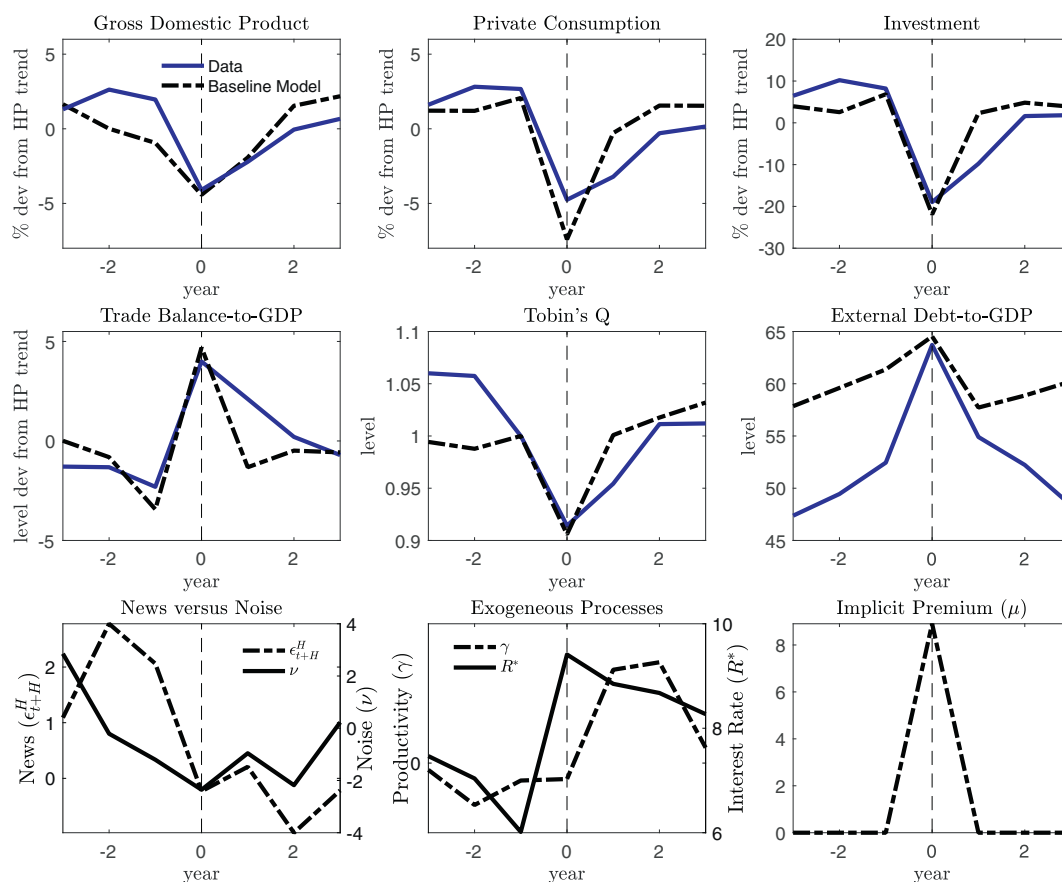 Gross Domestic Product
% dev from HP trend
5
0
-5
Data
Baseline Model
-2
0
2
year
Private Consumption
% dev from HP trend
5
0
-5
-2
0
2
year
Investment
% dev from HP trend
20
10
0
-10
-20
-30
-2
0
2
year
Trade Balance-to-GDP
level dev from HP trend
5
0
-5
-2
0
2
year
Tobin's Q
level
1.1
1.05
1
0.95
0.9
-2
0
2
year
External Debt-to-GDP
level
65
60
55
50
45
-2
0
2
year
News versus Noise
News (ϵ^H_{t+H})
2
1
0
ϵ^H_{t+H}
ν
4
2
0
-2
-4
Noise (ν)
-2
0
2
year
Exogeneous Processes
Productivity (γ)
0
γ
R*
10
8
6
Interest Rate (R*)
-2
0
2
year
Implicit Premium (μ)
8
6
4
2
0
-2
0
2
year